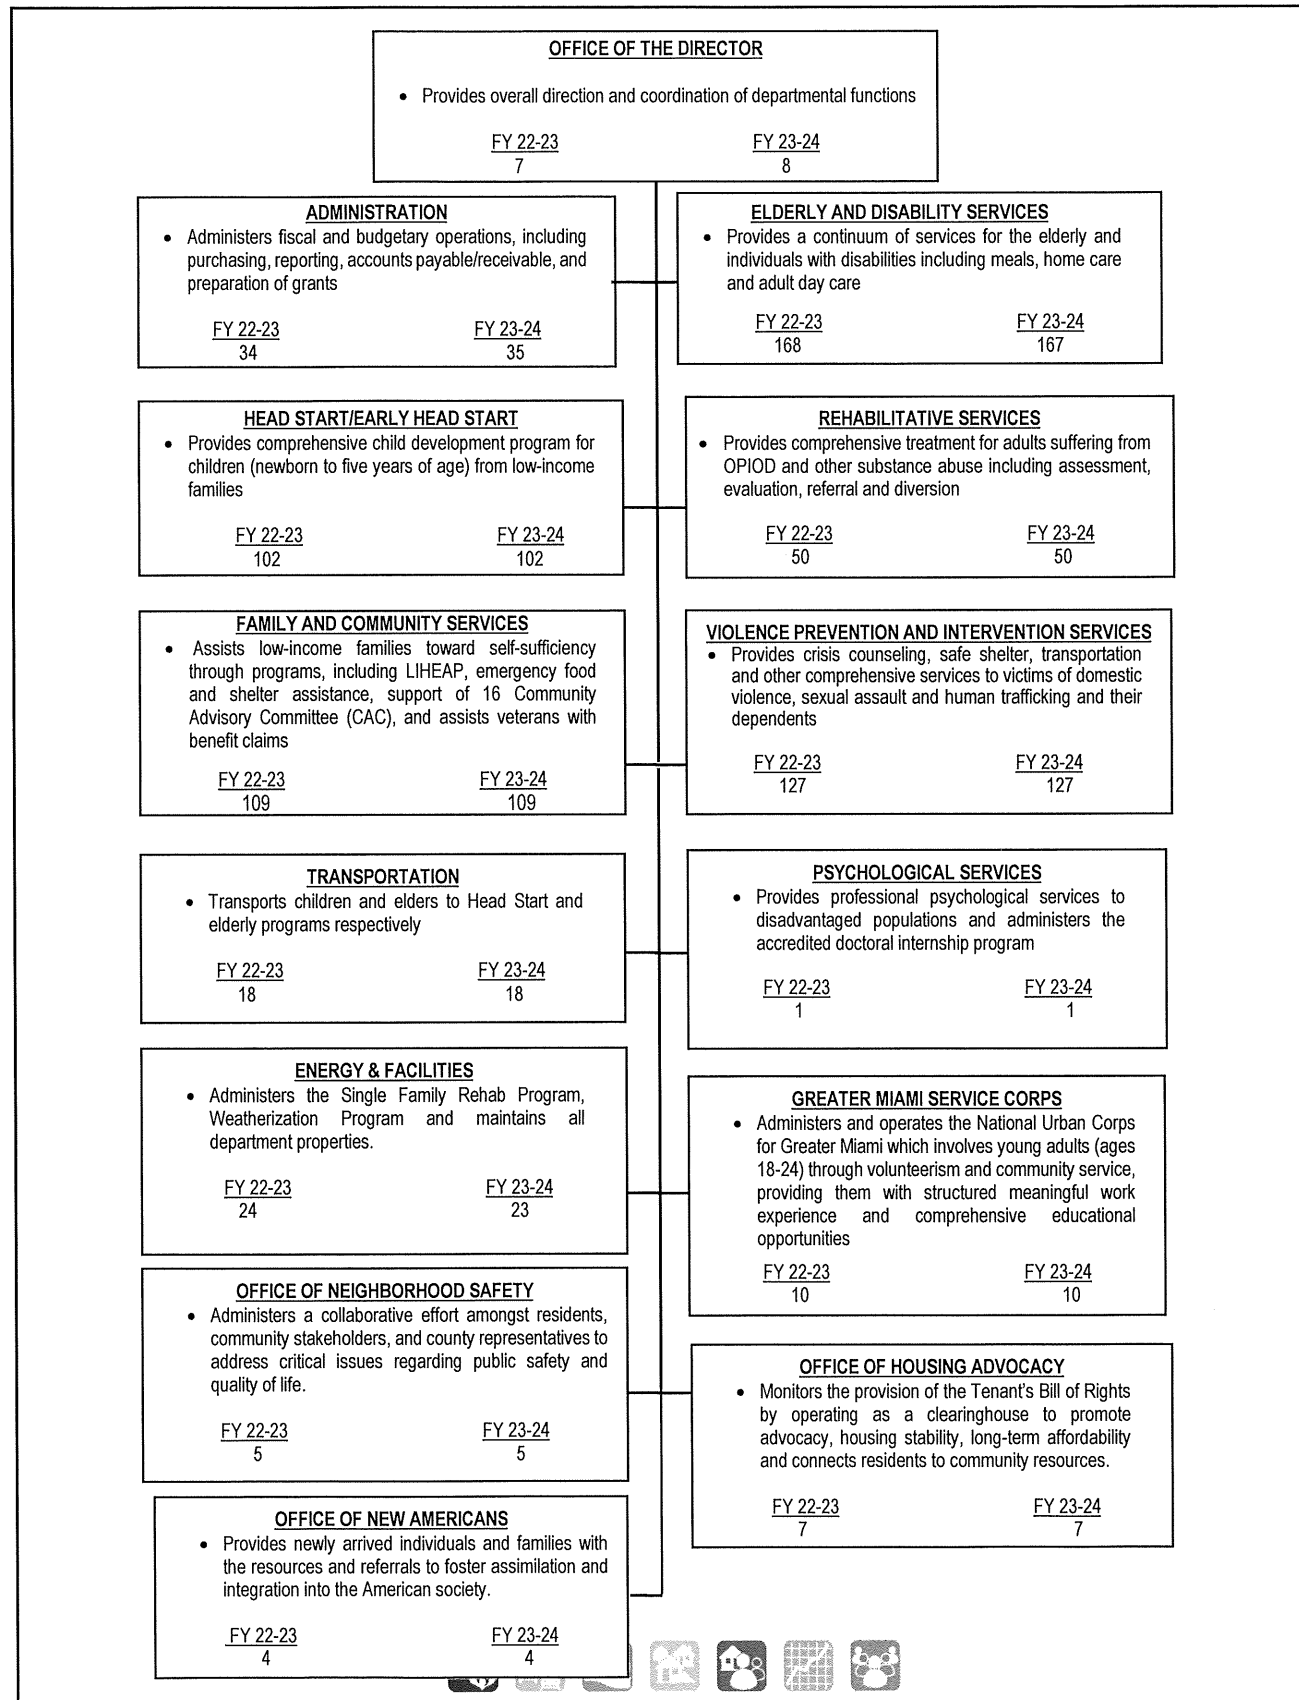 OFFICE OF THE DIRECTOR
• Provides overall direction and coordination of departmental functions
FY 22-23 FY 23-24
7 8
ADMINISTRATION
• Administers fiscal and budgetary operations, including
purchasing, reporting, accounts payable/receivable, and
preparation of grants
FY 22-23 FY 23-24
34 35
ELDERLY AND DISABILITY SERVICES
• Provides a continuum of services for the elderly and
individuals with disabilities including meals, home care
and adult day care
FY 22-23 FY 23-24
168 167
HEAD START/EARLY HEAD START
• Provides comprehensive child development program for
children (newborn to five years of age) from low-income
families
FY 22-23 FY 23-24
102 102
REHABILITATIVE SERVICES
• Provides comprehensive treatment for adults suffering from
OPIOD and other substance abuse including assessment,
evaluation, referral and diversion
FY 22-23 FY 23-24
50 50
FAMILY AND COMMUNITY SERVICES
• Assists low-income families toward self-sufficiency
through programs, including LIHEAP, emergency food
and shelter assistance, support of 16 Community
Advisory Committee (CAC), and assists veterans with
benefit claims
FY 22-23 FY 23-24
109 109
VIOLENCE PREVENTION AND INTERVENTION SERVICES
• Provides crisis counseling, safe shelter, transportation
and other comprehensive services to victims of domestic
violence, sexual assault and human trafficking and their
dependents
FY 22-23 FY 23-24
127 127
TRANSPORTATION
• Transports children and elders to Head Start and
elderly programs respectively
FY 22-23 FY 23-24
18 18
PSYCHOLOGICAL SERVICES
• Provides professional psychological services to
disadvantaged populations and administers the
accredited doctoral internship program
FY 22-23 FY 23-24
1 1
ENERGY & FACILITIES
• Administers the Single Family Rehab Program,
Weatherization Program and maintains all
department properties.
FY 22-23 FY 23-24
24 23
GREATER MIAMI SERVICE CORPS
• Administers and operates the National Urban Corps
for Greater Miami which involves young adults (ages
18-24) through volunteerism and community service,
providing them with structured meaningful work
experience and comprehensive educational
opportunities
FY 22-23 FY 23-24
10 10
OFFICE OF NEIGHBORHOOD SAFETY
• Administers a collaborative effort amongst residents,
community stakeholders, and county representatives to
address critical issues regarding public safety and
quality of life.
FY 22-23 FY 23-24
5 5
OFFICE OF HOUSING ADVOCACY
• Monitors the provision of the Tenant's Bill of Rights
by operating as a clearinghouse to promote
advocacy, housing stability, long-term affordability
and connects residents to community resources.
FY 22-23 FY 23-24
7 7
OFFICE OF NEW AMERICANS
• Provides newly arrived individuals and families with
the resources and referrals to foster assimilation and
integration into the American society.
FY 22-23 FY 23-24
4 4